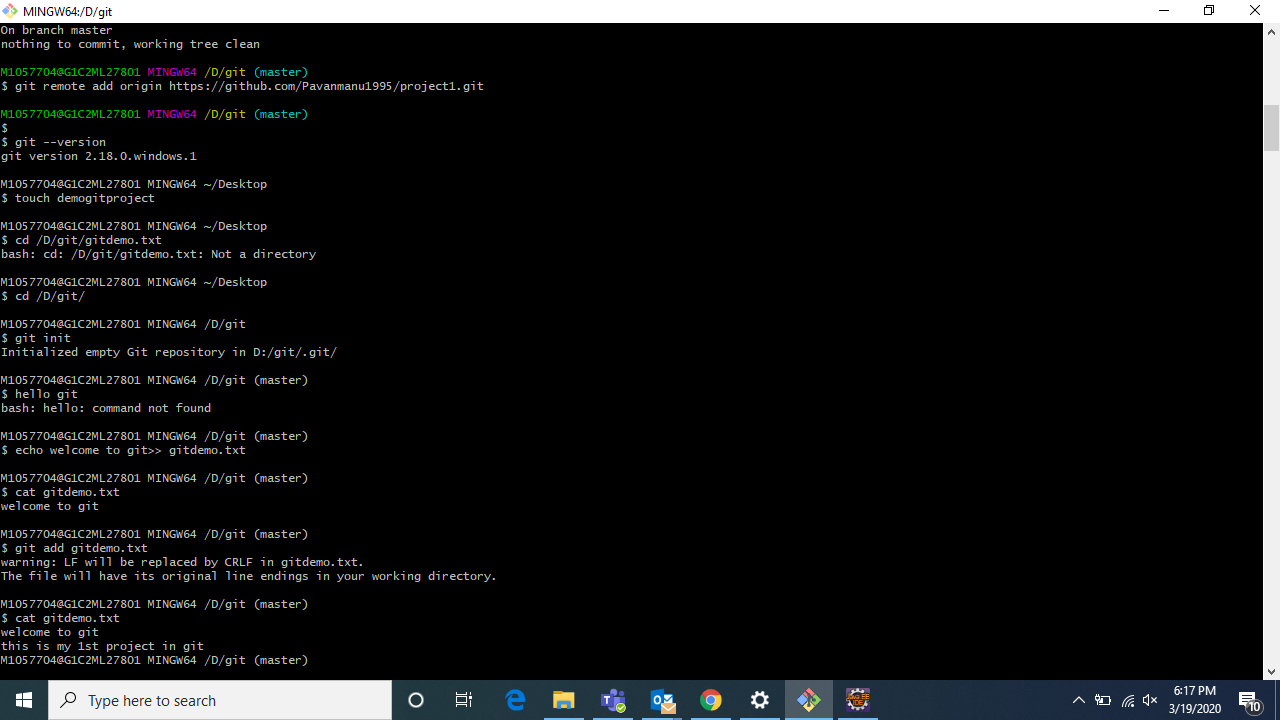 MINGW64:/D/git
On branch master
nothing to commit, working tree clean
M1057704@G1C2ML27801 MINGW64 /D/git (master)
$ git remote add origin https://github.com/Pavanmanu1995/project1.git
M1057704@G1C2ML27801 MINGW64 /D/git (master)
$
$ git --version
git version 2.18.0.windows.1
M1057704@G1C2ML27801 MINGW64 ~/Desktop
$ touch demogitproject
M1057704@G1C2ML27801 MINGW64 ~/Desktop
$ cd /D/git/gitdemo.txt
bash: cd: /D/git/gitdemo.txt: Not a directory
M1057704@G1C2ML27801 MINGW64 ~/Desktop
$ cd /D/git/
M1057704@G1C2ML27801 MINGW64 /D/git
$ git init
Initialized empty Git repository in D:/git/.git/
M1057704@G1C2ML27801 MINGW64 /D/git (master)
$ hello git
bash: hello: command not found
M1057704@G1C2ML27801 MINGW64 /D/git (master)
$ echo welcome to git>> gitdemo.txt
M1057704@G1C2ML27801 MINGW64 /D/git (master)
$ cat gitdemo.txt
welcome to git
M1057704@G1C2ML27801 MINGW64 /D/git (master)
$ git add gitdemo.txt
warning: LF will be replaced by CRLF in gitdemo.txt.
The file will have its original line endings in your working directory.
M1057704@G1C2ML27801 MINGW64 /D/git (master)
$ cat gitdemo.txt
welcome to git
this is my 1st project in git
M1057704@G1C2ML27801 MINGW64 /D/git (master)
Type here to search
6:17 PM
3/19/2020
10